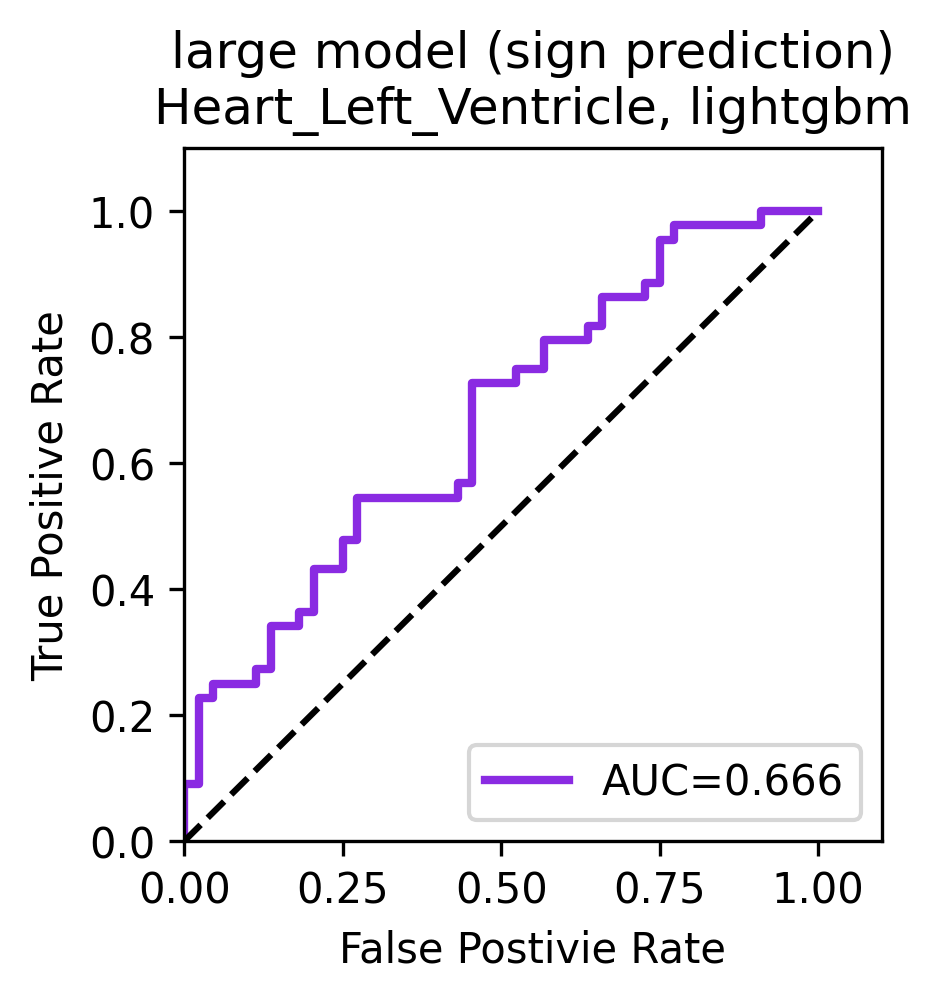 large model (sign prediction)
Heart_Left_Ventricle, lightgbm
True Positive Rate
1.0
0.8
0.6
0.4
0.2
0.0
AUC=0.666
0.00 0.25 0.50 0.75 1.00
False Postivie Rate